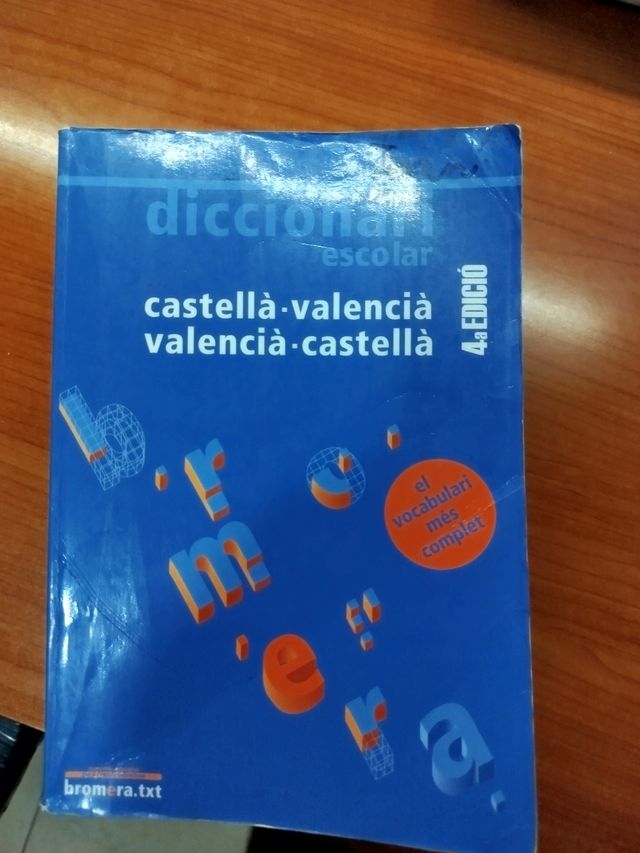 diccionari
escolar
castellà·valencià
valencià·castellà
4a EDICIÓ
el
vocabulari
més
complet
b
r
c
m
e
r
a
bromera.txt